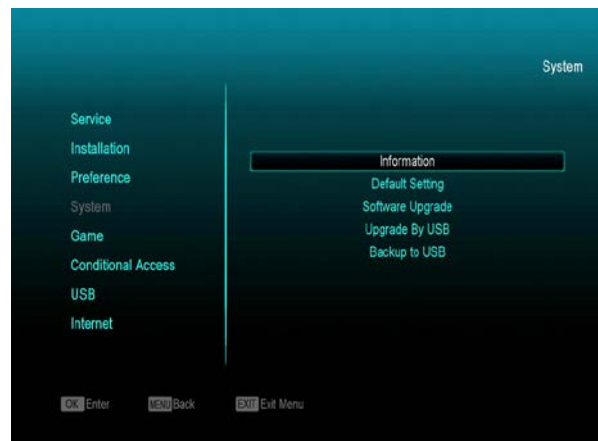 System
Service
Installation
Preference
System
Game
Conditional Access
USB
Internet
Information
Default Setting
Software Upgrade
Upgrade By USB
Backup to USB
OK Enter MENU Back EXIT Exit Menu